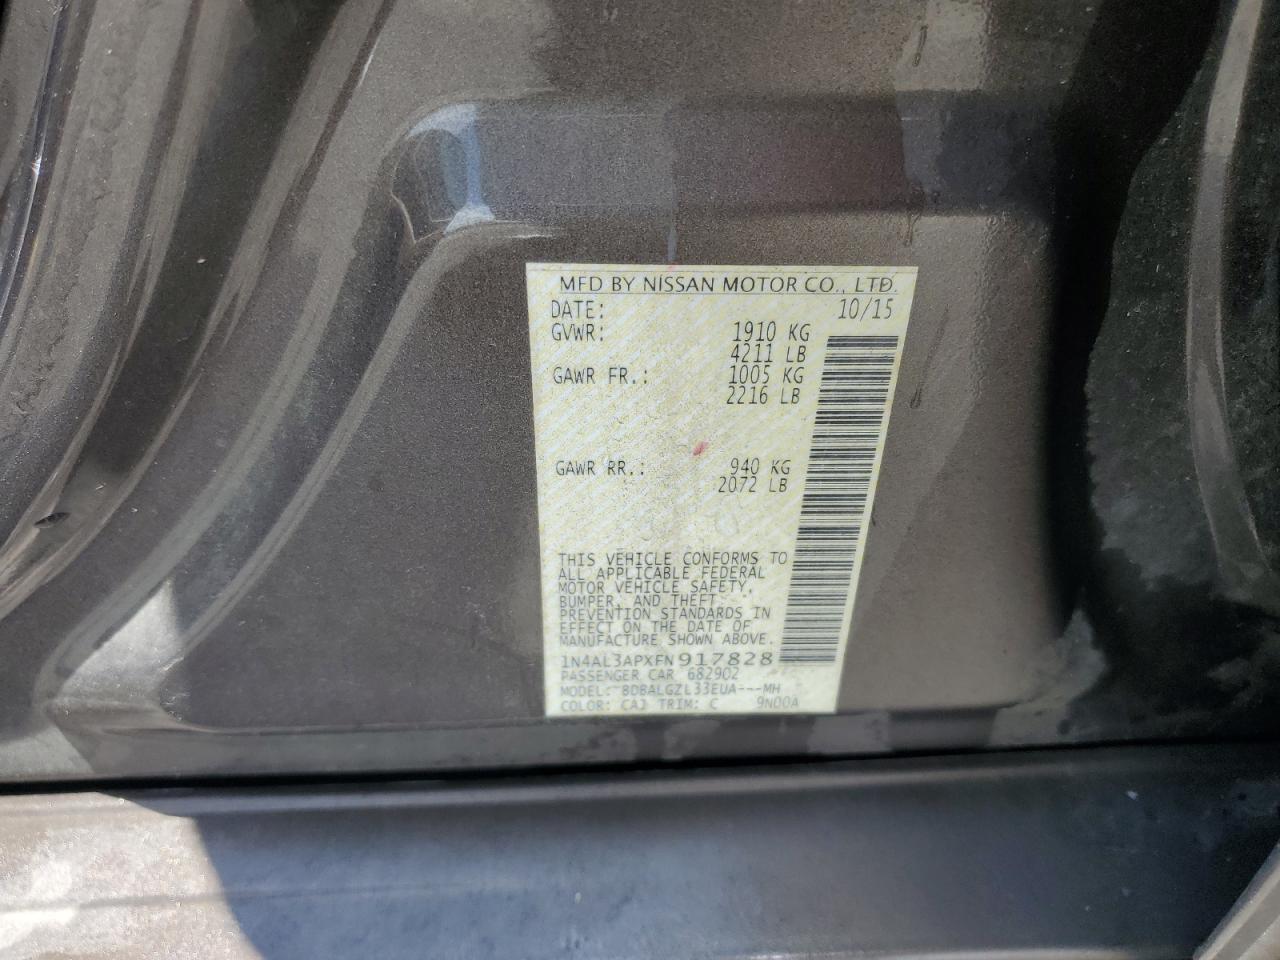 MFD BY NISSAN MOTOR CO., LTD.
DATE: 10/15
GVWR: 1910 KG
4211 LB
GAWR FR.: 1005 KG
2216 LB
GAWR RR.: 940 KG
2072 LB
THIS VEHICLE CONFORMS TO
ALL APPLICABLE FEDERAL
MOTOR VEHICLE SAFETY,
BUMPER, AND THEFT
PREVENTION STANDARDS IN
EFFECT ON THE DATE OF
MANUFACTURE SHOWN ABOVE.
1N4AL3APXFN917828
PASSENGER CAR 682902
MODEL: BDBALGZL33EUA---MH
COLOR: CAJ TRIM: C 9N00A